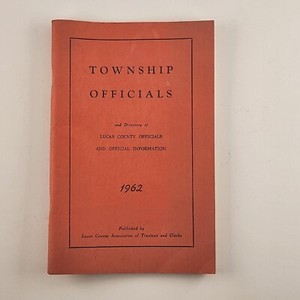 TOWNSHIP
OFFICIALS
and Directory of
LUCAS COUNTY OFFICIALS
AND OFFICIAL INFORMATION
1962
Published by
Lucas County Association of Trustees and Clerks